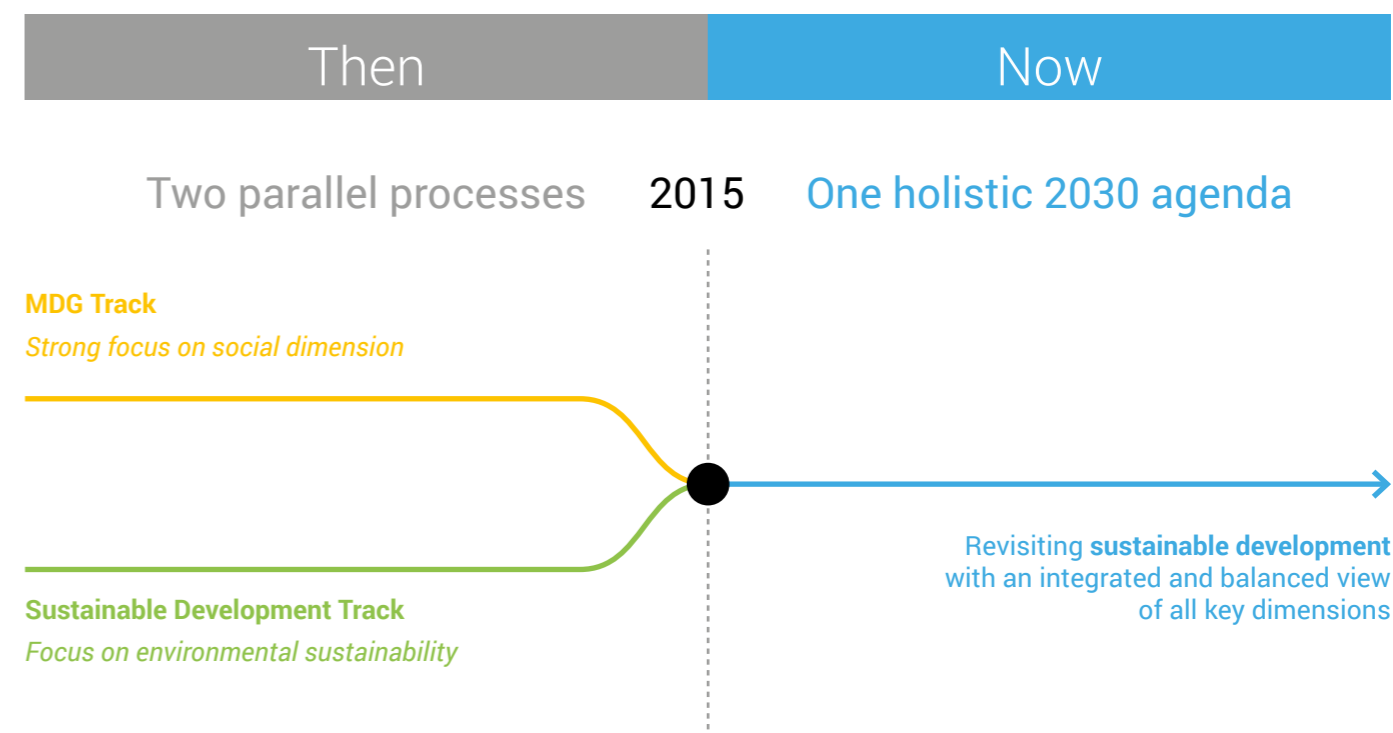 Then
Now
Two parallel processes
2015
One holistic 2030 agenda
MDG Track
Strong focus on social dimension
Sustainable Development Track
Focus on environmental sustainability
Revisiting sustainable development
with an integrated and balanced view
of all key dimensions